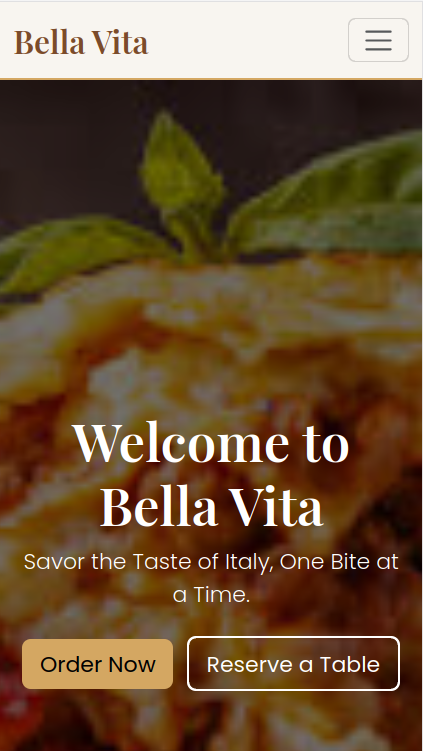 Bella Vita
Welcome to
Bella Vita
Savor the Taste of Italy, One Bite at
a Time.
Order Now
Reserve a Table